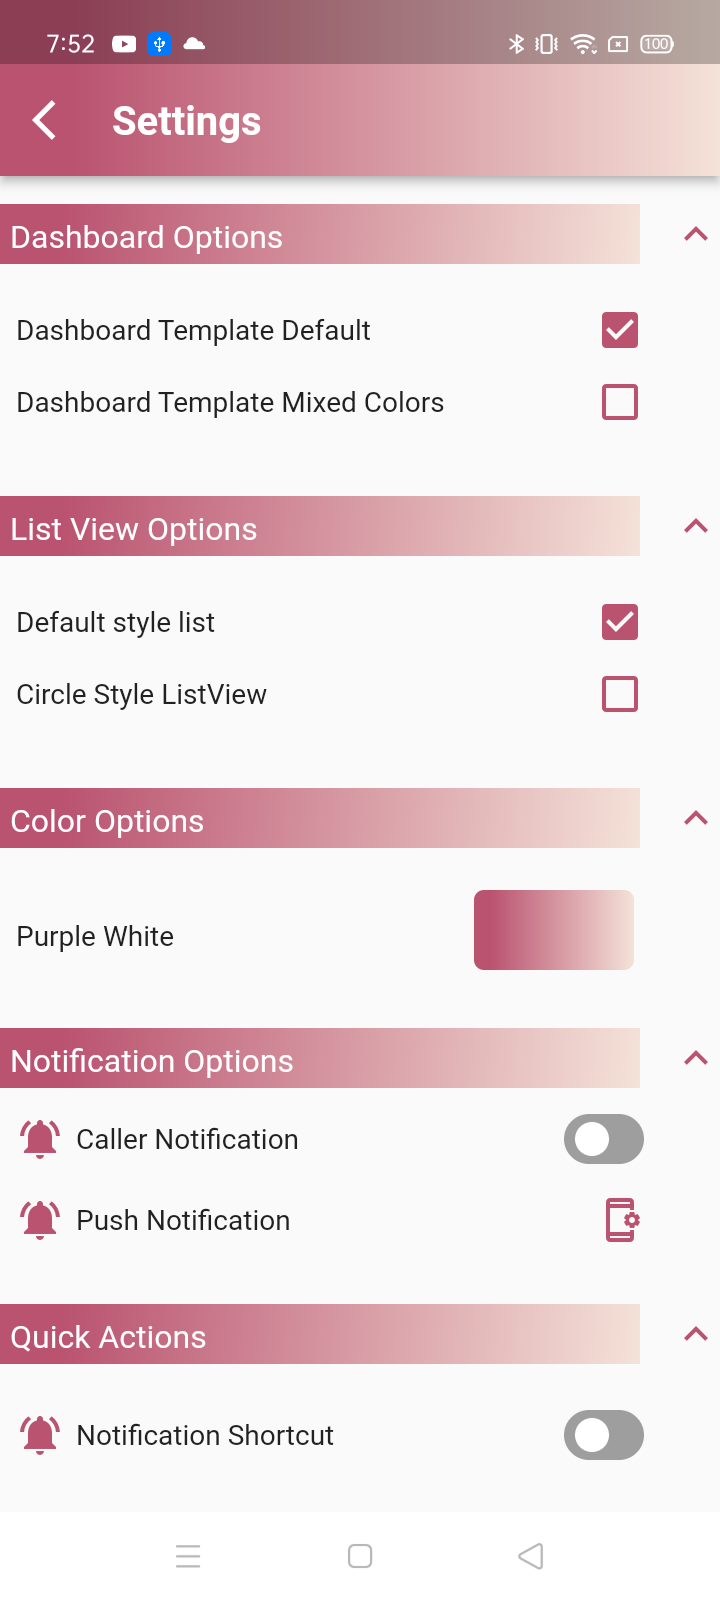 7:52
100
Settings
Dashboard Options
Dashboard Template Default
Dashboard Template Mixed Colors
List View Options
Default style list
Circle Style ListView
Color Options
Purple White
Notification Options
Caller Notification
Push Notification
Quick Actions
Notification Shortcut